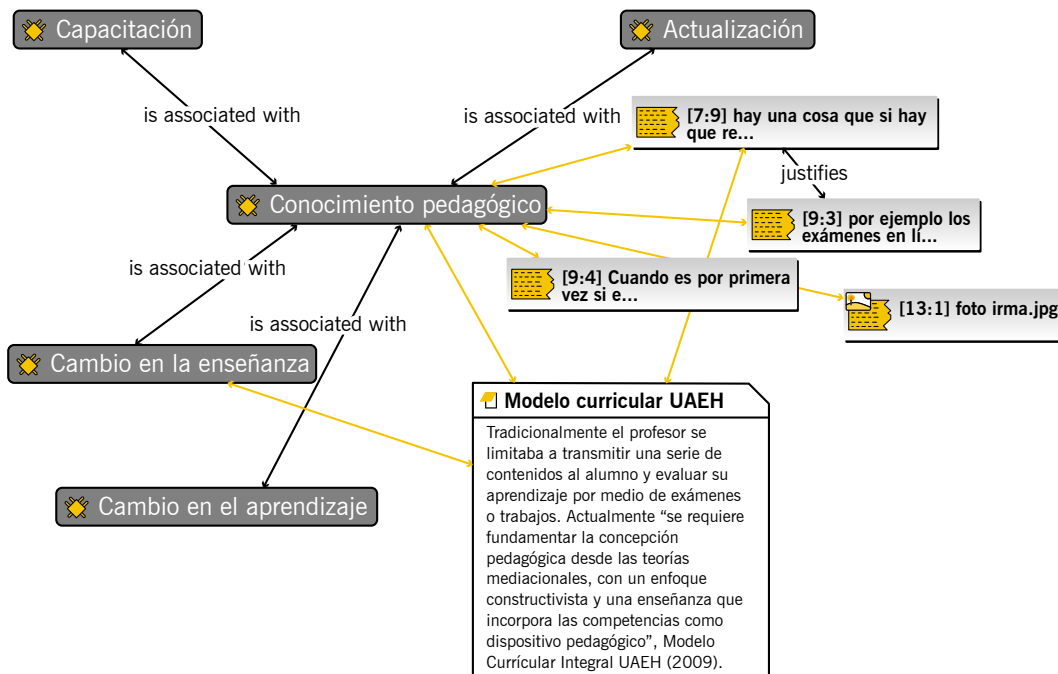 Capacitación
Actualización
is associated with
is associated with
[7:9] hay una cosa que si hay
que re...
justifies
Conocimiento pedagógico
[9:3] por ejemplo los
exámenes en lí...
is associated with
[9:4] Cuando es por primera
vez si e...
[13:1] foto irma.jpg
is associated with
Cambio en la enseñanza
Modelo curricular UAEH
Tradicionalmente el profesor se
limitaba a transmitir una serie de
contenidos al alumno y evaluar su
aprendizaje por medio de exámenes
o trabajos. Actualmente “se requiere
fundamentar la concepción
pedagógica desde las teorías
mediacionales, con un enfoque
constructivista y una enseñanza que
incorpora las competencias como
dispositivo pedagógico”, Modelo
Currícular Integral UAEH (2009).
Cambio en el aprendizaje